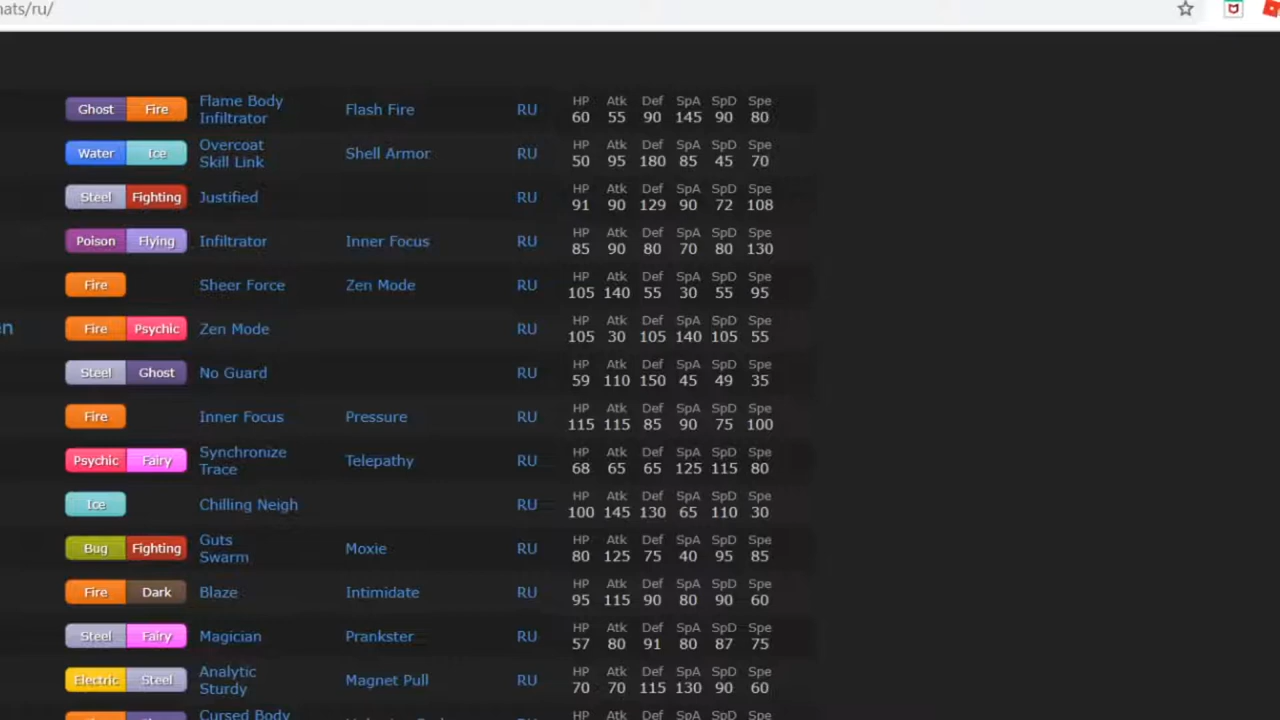 nats/ru/
HP Atk Def SpA SpD Spe
Ghost Fire Flame Body Infiltrator Flash Fire RU 60 55 90 145 90 80
HP Atk Def SpA SpD Spe
Water Ice Overcoat Skill Link Shell Armor RU 50 95 180 85 45 70
HP Atk Def SpA SpD Spe
Steel Fighting Justified RU 91 90 129 90 72 108
HP Atk Def SpA SpD Spe
Poison Flying Infiltrator Inner Focus RU 85 90 80 70 80 130
HP Atk Def SpA SpD Spe
Fire Sheer Force Zen Mode RU 105 140 55 30 55 95
HP Atk Def SpA SpD Spe
en Fire Psychic Zen Mode RU 105 30 105 140 105 55
HP Atk Def SpA SpD Spe
Steel Ghost No Guard RU 59 110 150 45 49 35
HP Atk Def SpA SpD Spe
Fire Inner Focus Pressure RU 115 115 85 90 75 100
HP Atk Def SpA SpD Spe
Psychic Fairy Synchronize Trace Telepathy RU 68 65 65 125 115 80
HP Atk Def SpA SpD Spe
Ice Chilling Neigh RU 100 145 130 65 110 30
HP Atk Def SpA SpD Spe
Bug Fighting Guts Swarm Moxie RU 80 125 75 40 95 85
HP Atk Def SpA SpD Spe
Fire Dark Blaze Intimidate RU 95 115 90 80 90 60
HP Atk Def SpA SpD Spe
Steel Fairy Magician Prankster RU 57 80 91 80 87 75
HP Atk Def SpA SpD Spe
Electric Steel Analytic Sturdy Magnet Pull RU 70 70 115 130 90 60
HP Atk Def SpA SpD Spe
Cursed Body